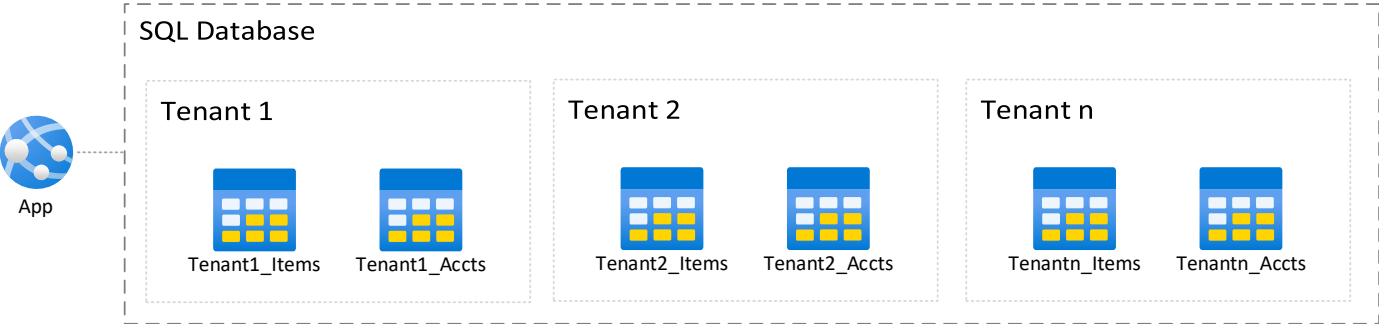 SQL Database
Tenant 1
Tenant 2
Tenant n
App
Tenant1_Items
Tenant1_Accts
Tenant2_Items
Tenant2_Accts
Tenantn_Items
Tenantn_Accts